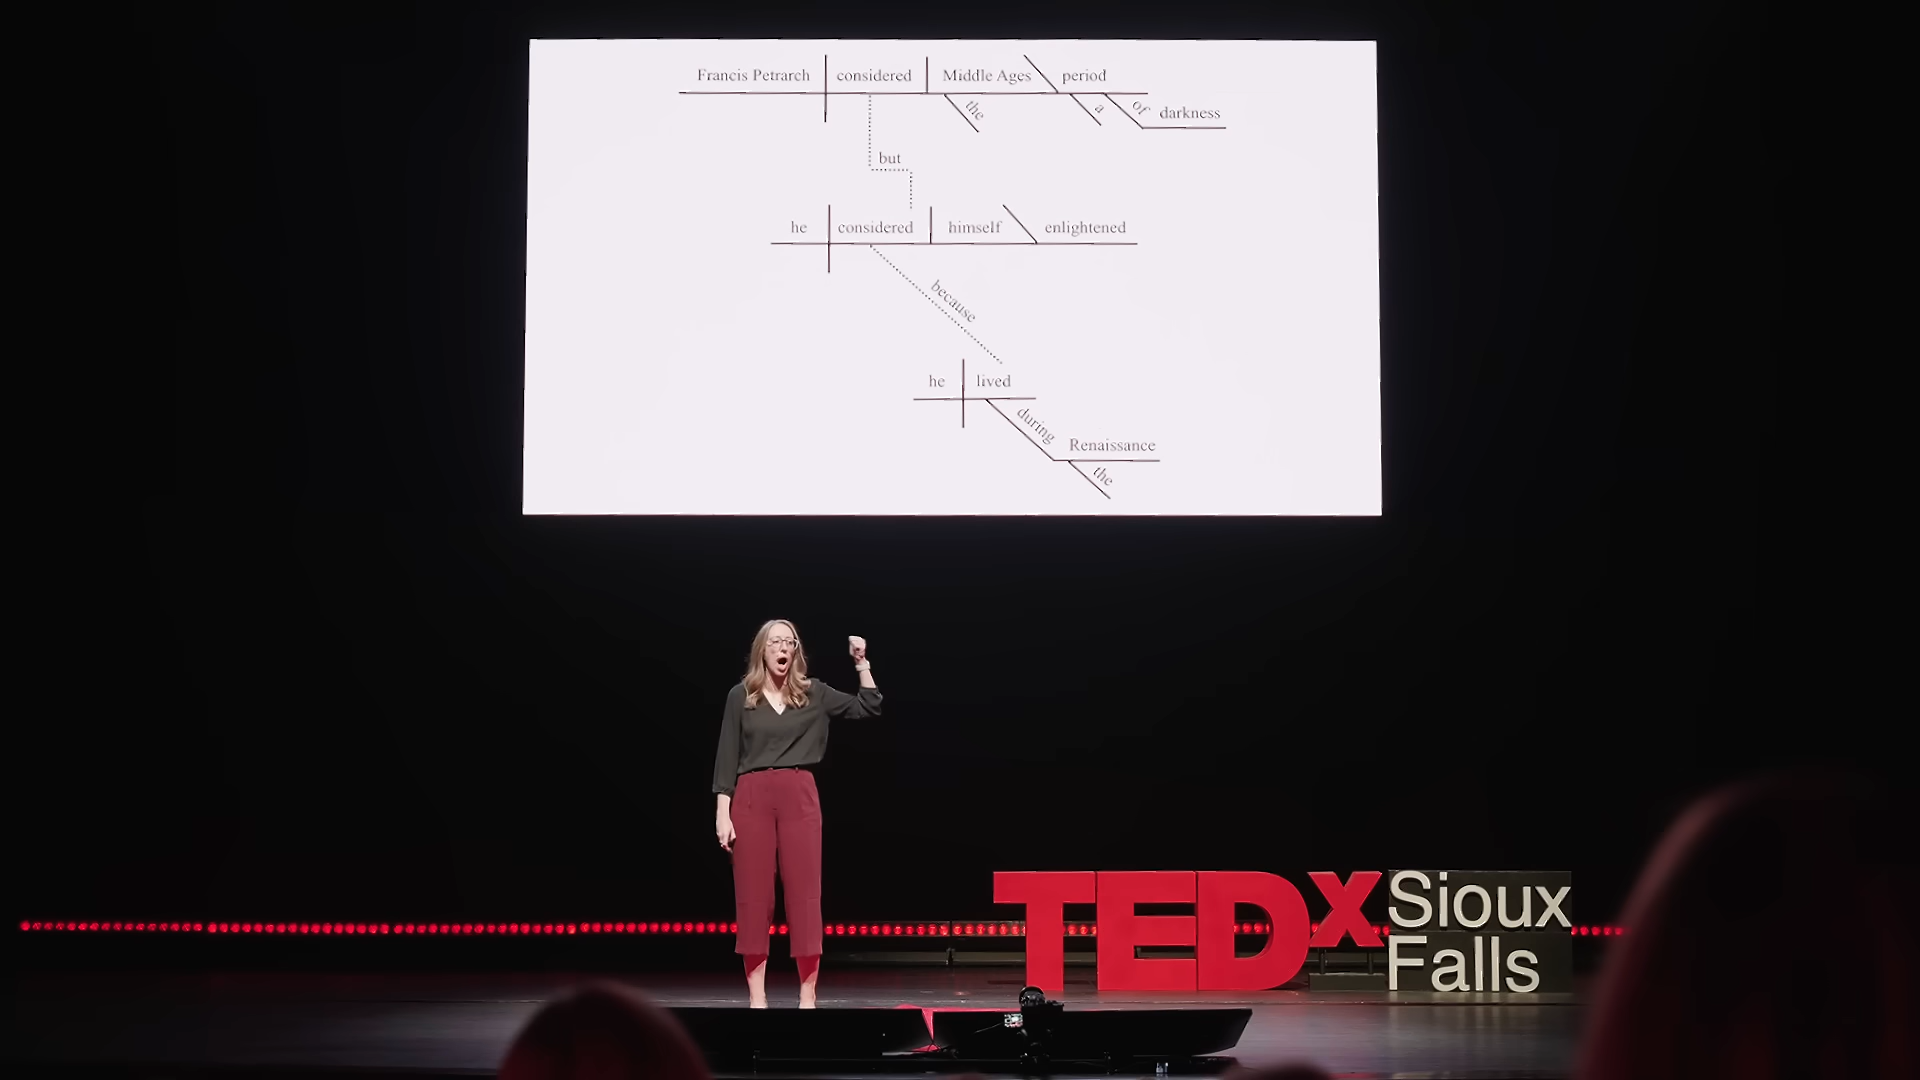 Francis Petrarch considered Middle Ages period
the a of darkness
but
he considered himself enlightened
because
he lived
during Renaissance
the
TEDx Sioux
Falls